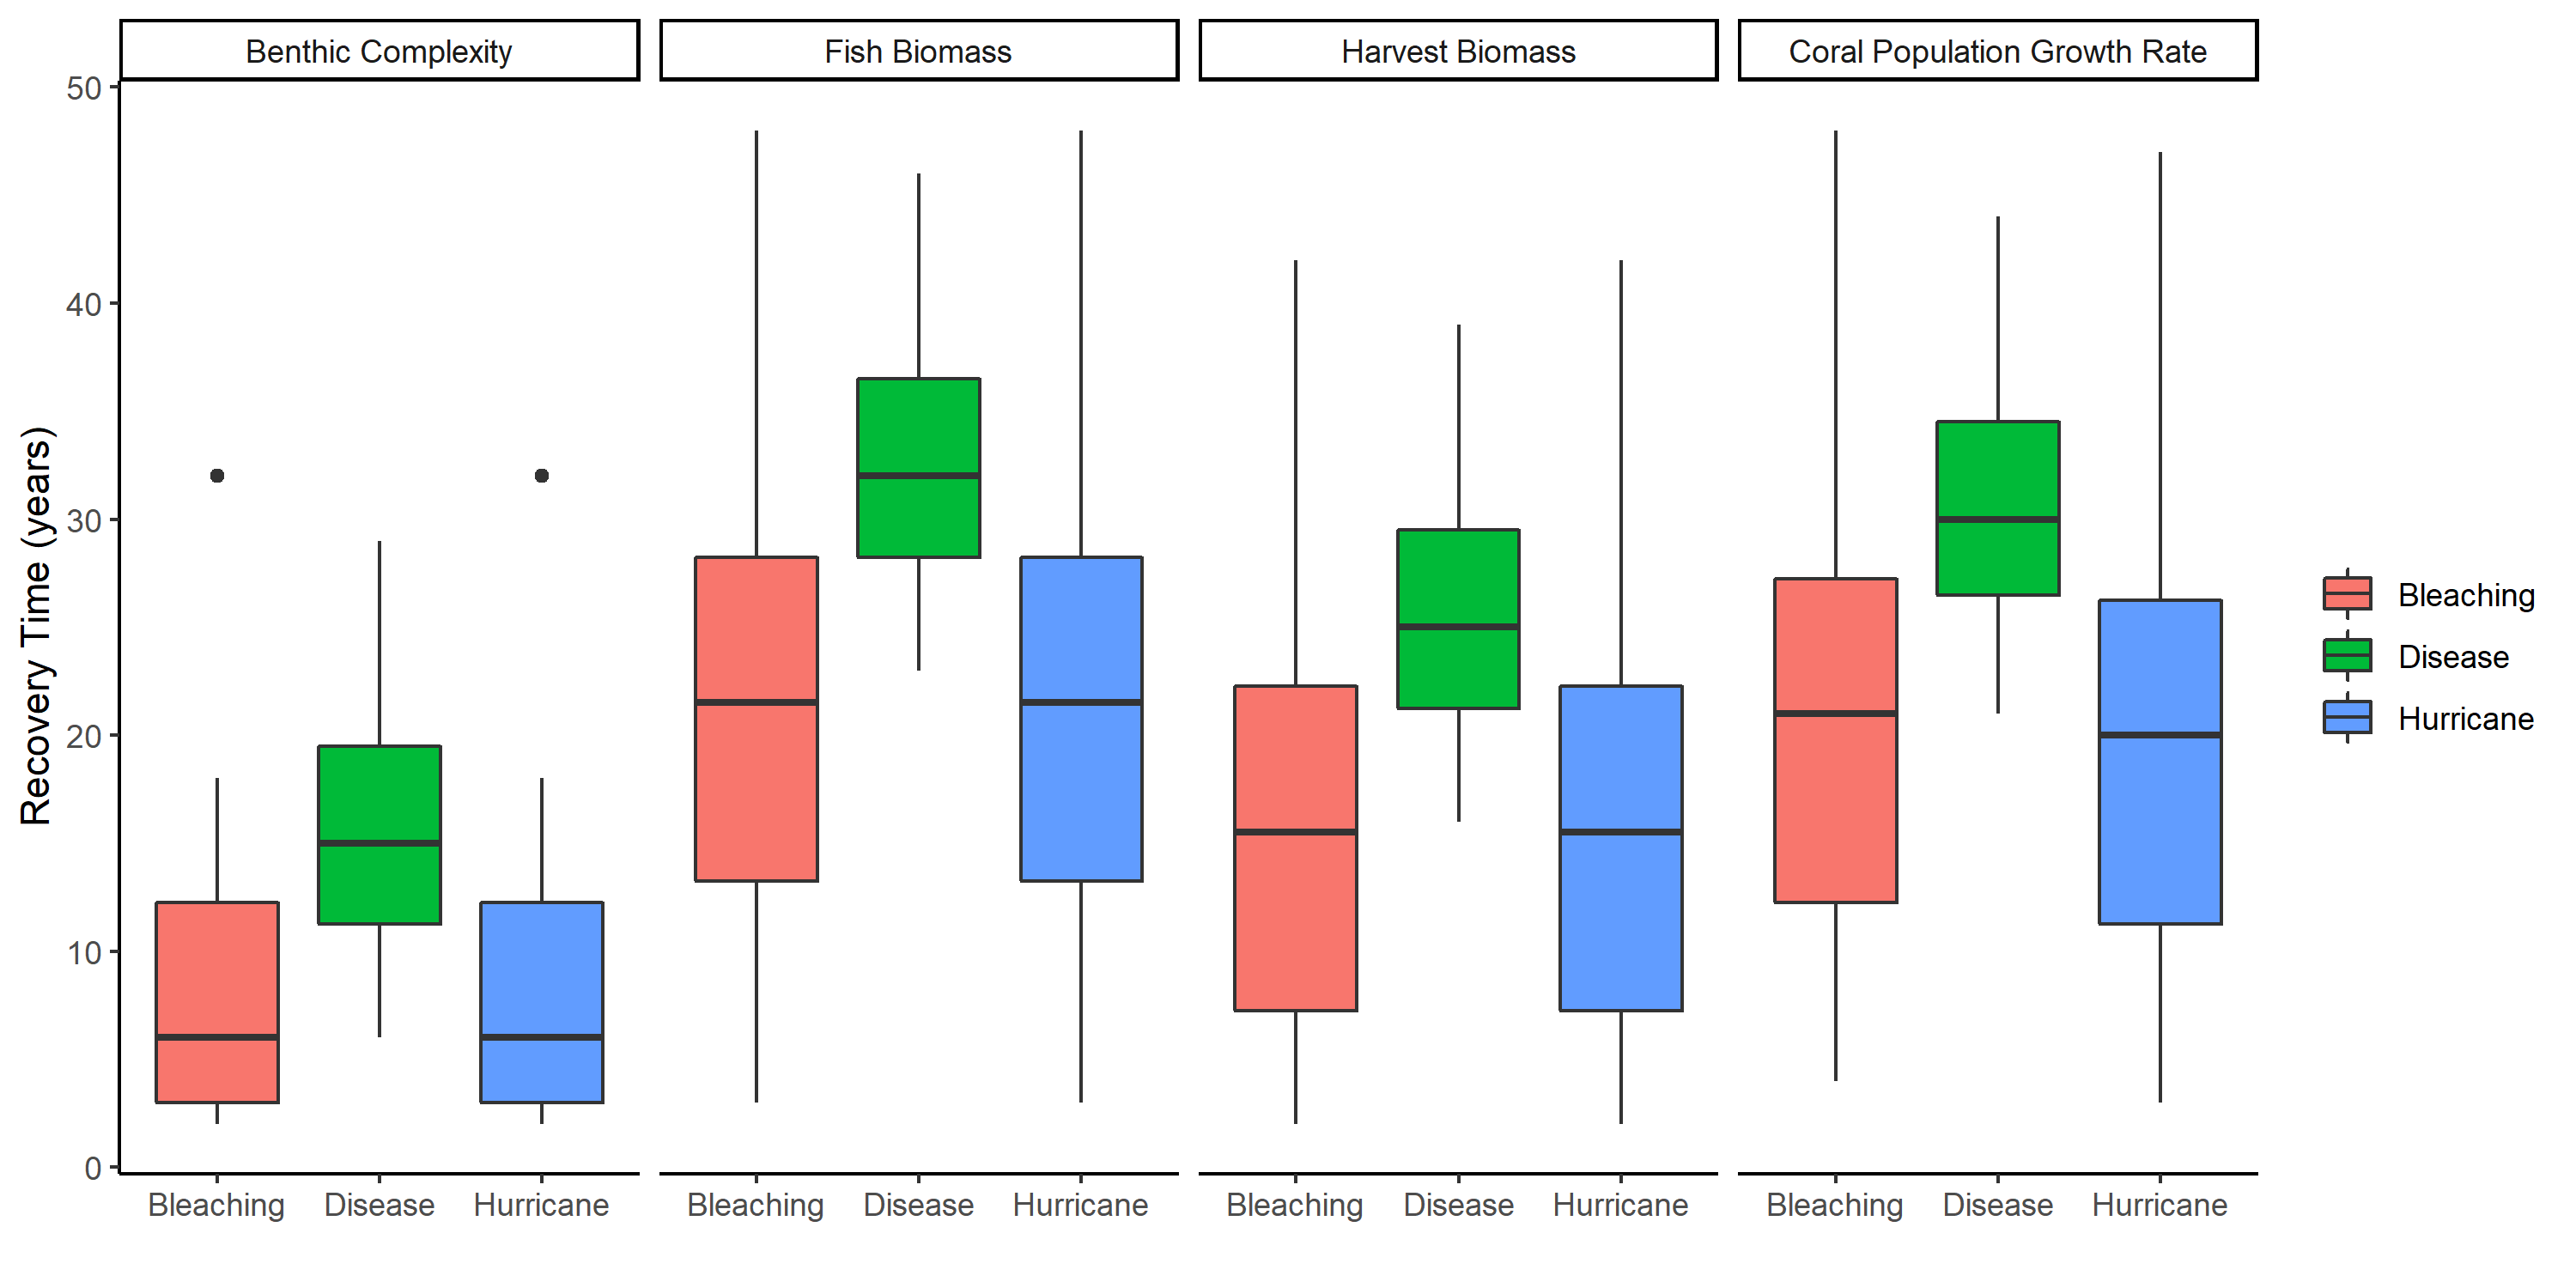 Benthic Complexity
Fish Biomass
Harvest Biomass
Coral Population Growth Rate
Recovery Time (years)
50
40
30
20
10
0
Bleaching Disease Hurricane
Bleaching Disease Hurricane
Bleaching Disease Hurricane
Bleaching Disease Hurricane
Bleaching
Disease
Hurricane